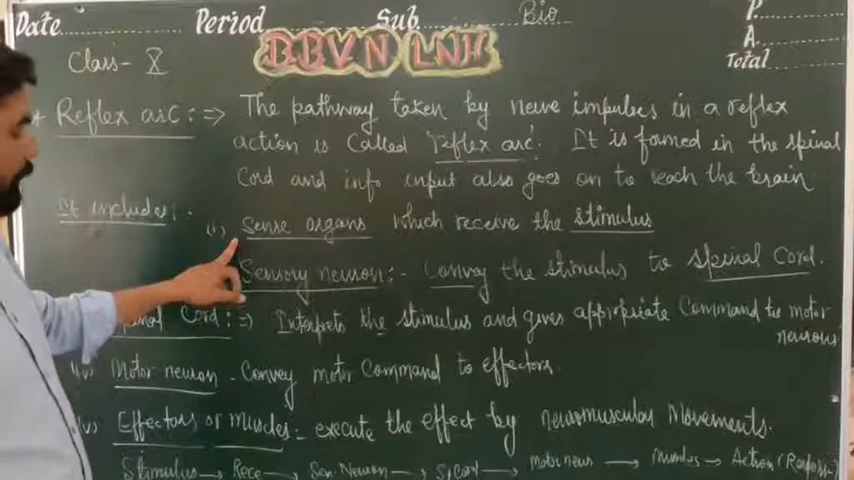 Date Period Sub. Bio P.
A.
Total
Class - X
BBVN LNH
Reflex arc :⇒ The pathway taken by nerve impulses in a reflex
action is called 'reflex arc'. It is formed in the spinal
Cord and info input also goes on to reach the brain
It includes :-
(i) Sense organs which receive the stimulus
Sensory neuron :- Convey the stimulus to spinal Cord.
Cord :⇒ Interprets the stimulus and gives appropriate Command to motor
neurons
(iv) Motor neuron - Convey motor Command to effectors.
(v) Effectors or muscles :- execute the effect by neuromuscular Movements.
Stimulus → Rece → Sen. Neuron → S. Cord → Motor neus → Muscles → Action